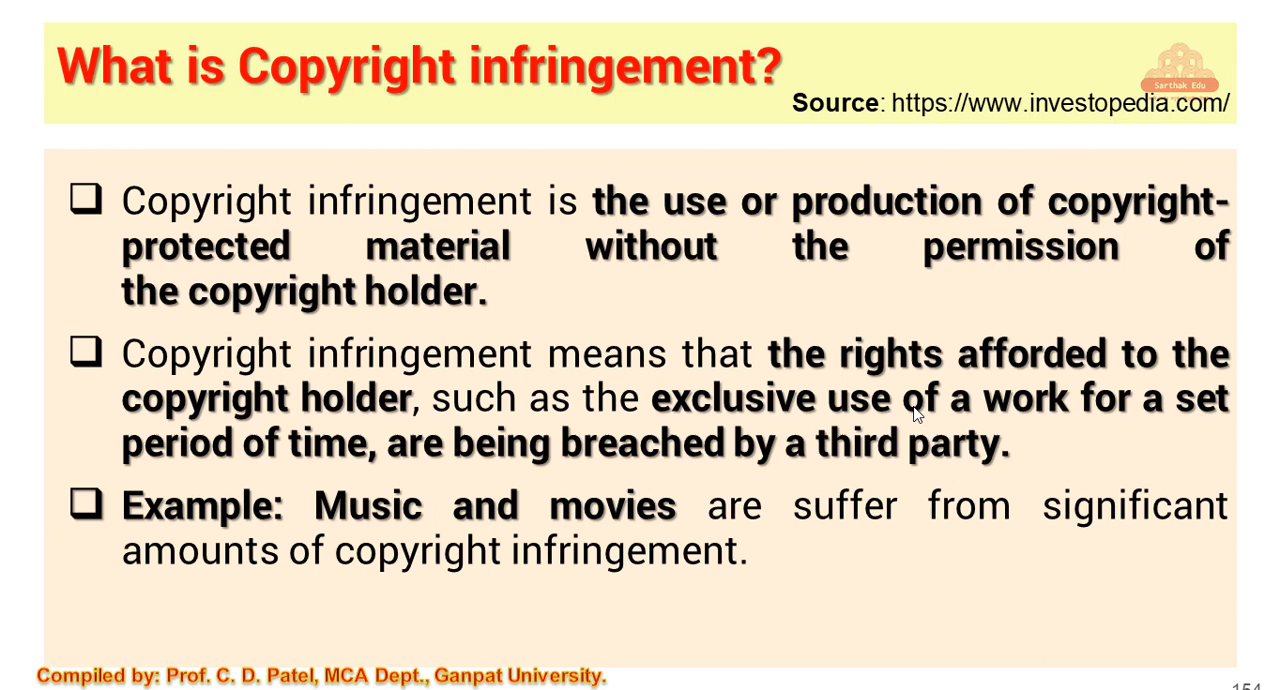 What is Copyright infringement?
Sarthak Edu
Source: https://www.investopedia.com/
❑ Copyright infringement is the use or production of copyright-
protected material without the permission of
the copyright holder.
❑ Copyright infringement means that the rights afforded to the
copyright holder, such as the exclusive use of a work for a set
period of time, are being breached by a third party.
❑ Example: Music and movies are suffer from significant
amounts of copyright infringement.
Compiled by: Prof. C. D. Patel, MCA Dept., Ganpat University.
154